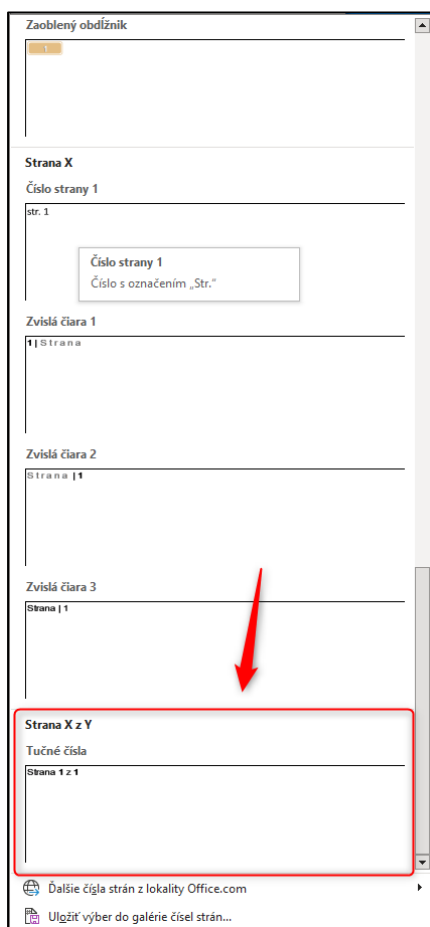 Zaoblený obdĺžnik
1
Strana X
Číslo strany 1
str. 1
Číslo strany 1
Číslo s označením „Str.“
Zvislá čiara 1
1 | Strana
Zvislá čiara 2
Strana | 1
Zvislá čiara 3
Strana | 1
Strana X z Y
Tučné čísla
Strana 1 z 1
Ďalšie čísla strán z lokality Office.com
Uložiť výber do galérie čísel strán...